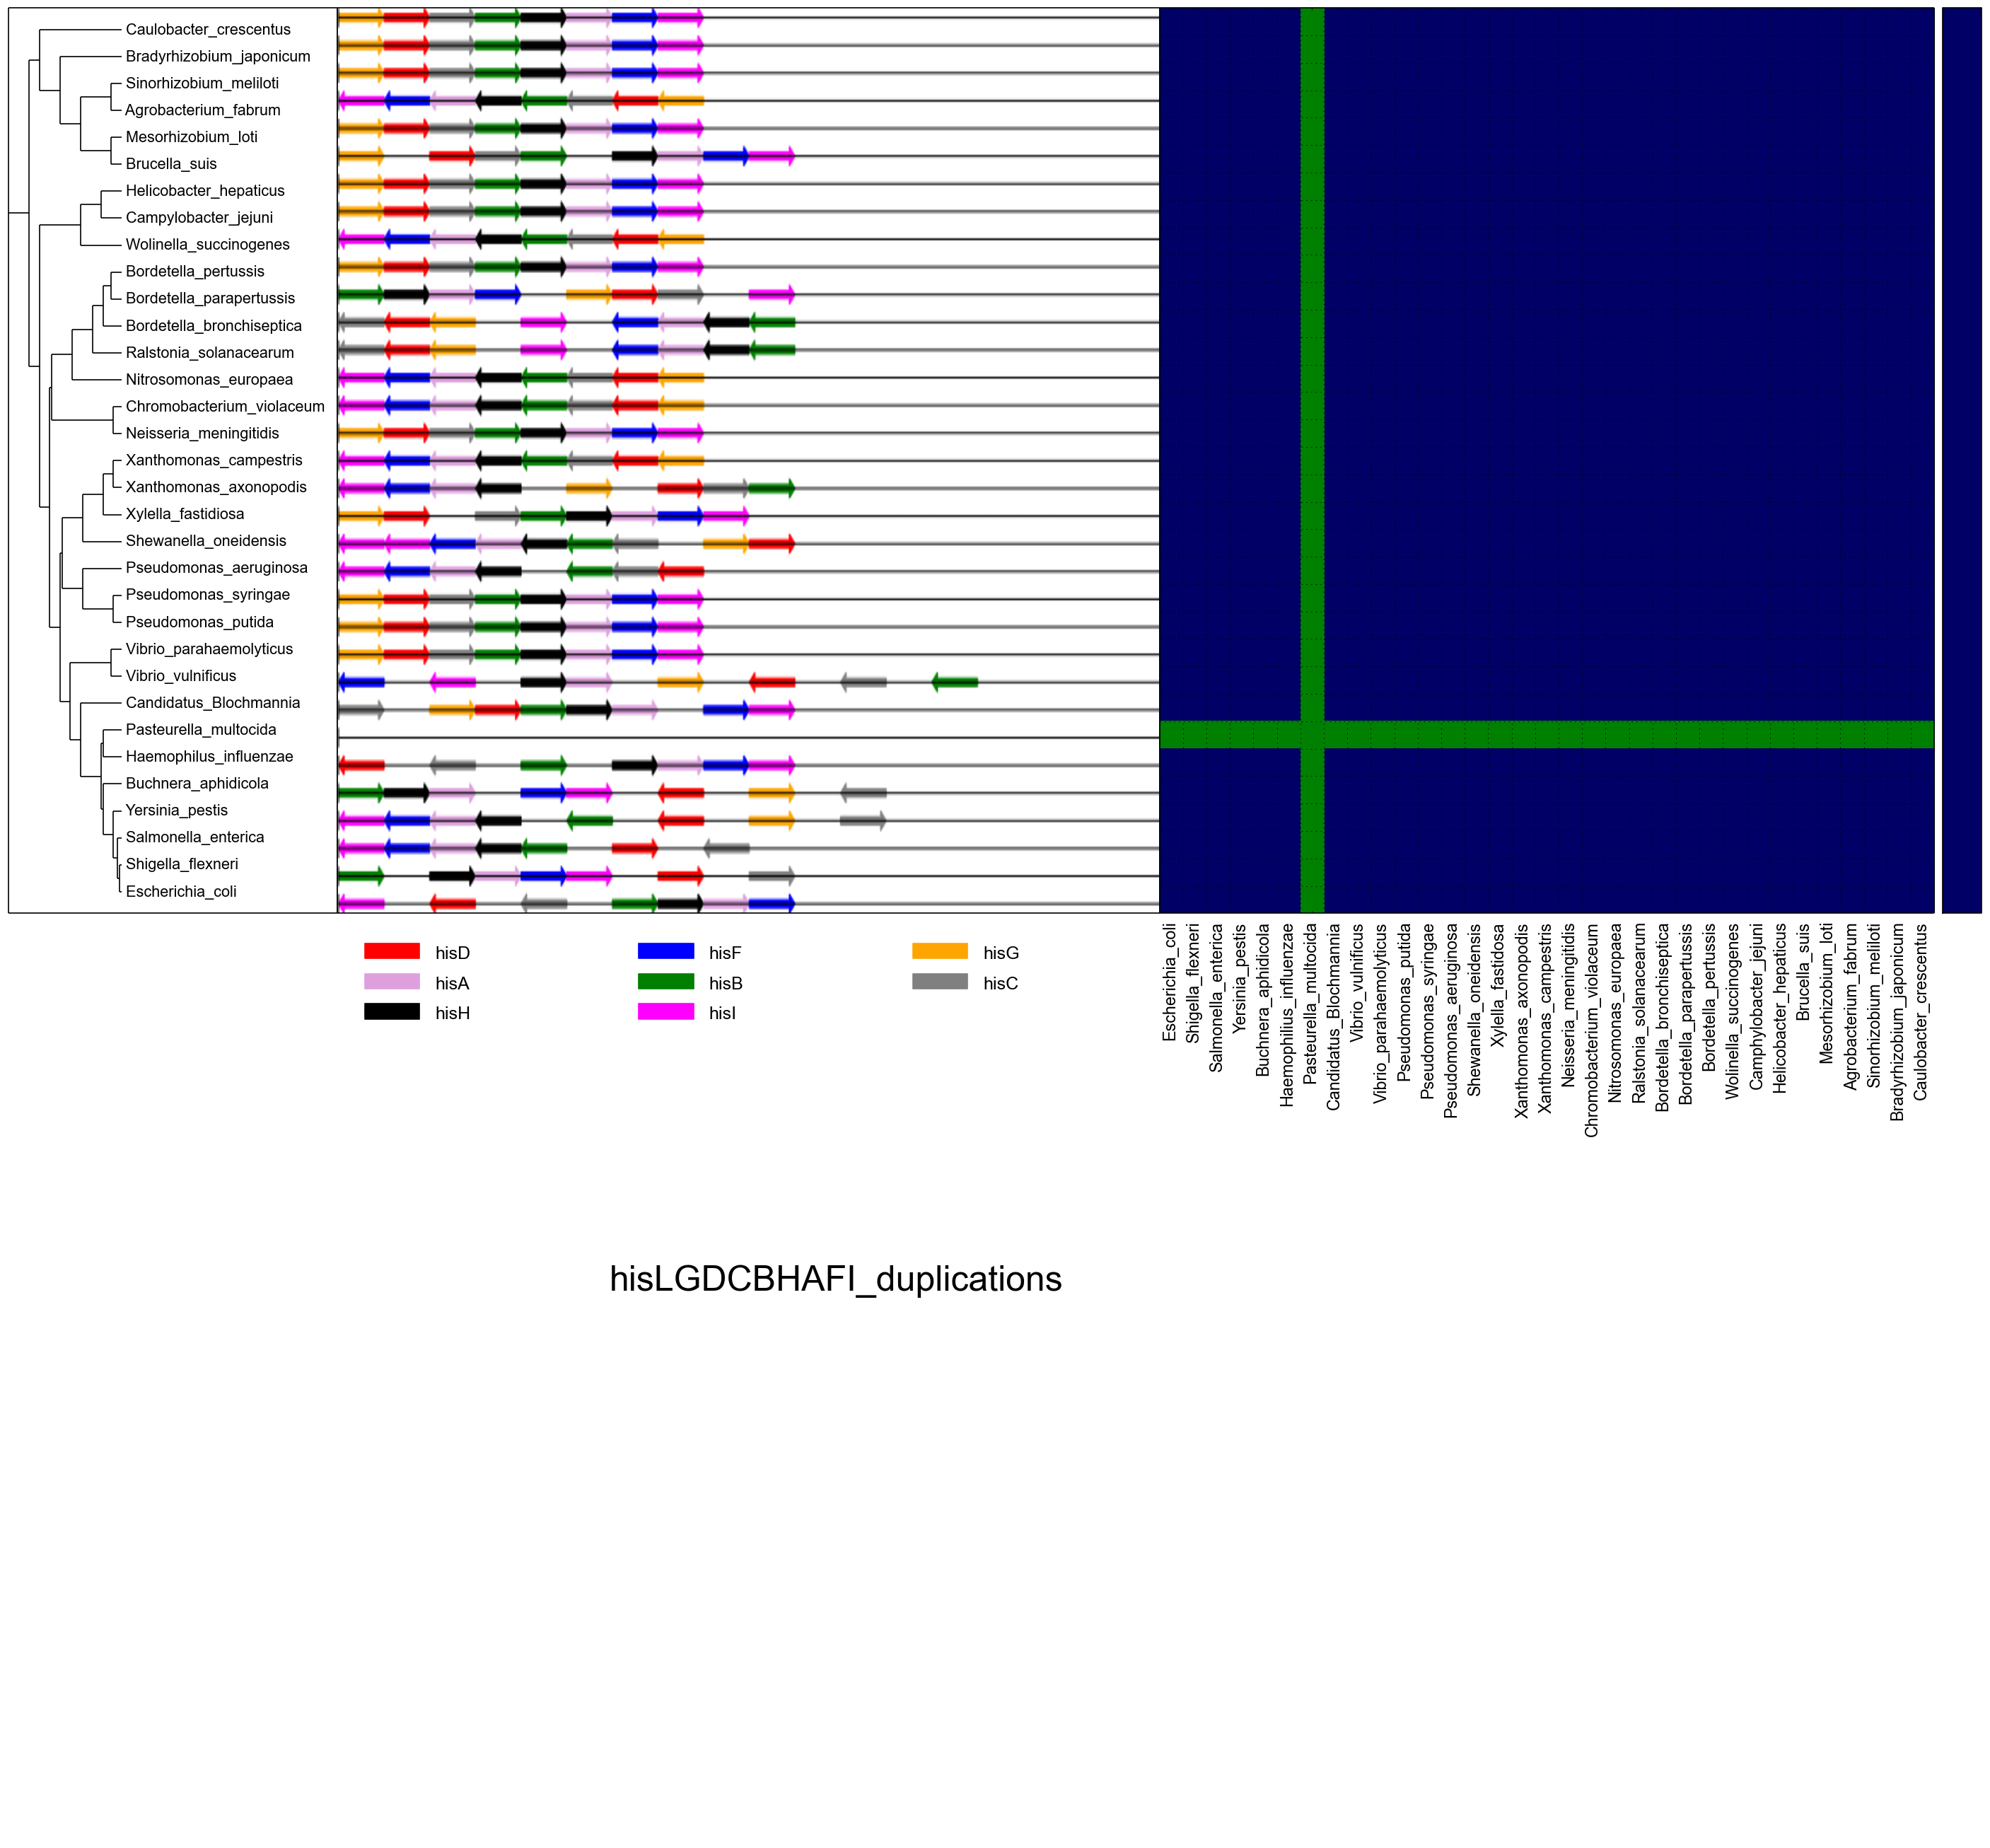 Caulobacter_crescentus
Bradyrhizobium_japonicum
Sinorhizobium_meliloti
Agrobacterium_fabrum
Mesorhizobium_loti
Brucella_suis
Helicobacter_hepaticus
Campylobacter_jejuni
Wolinella_succinogenes
Bordetella_pertussis
Bordetella_parapertussis
Bordetella_bronchiseptica
Ralstonia_solanacearum
Nitrosomonas_europaea
Chromobacterium_violaceum
Neisseria_meningitidis
Xanthomonas_campestris
Xanthomonas_axonopodis
Xylella_fastidiosa
Shewanella_oneidensis
Pseudomonas_aeruginosa
Pseudomonas_syringae
Pseudomonas_putida
Vibrio_parahaemolyticus
Vibrio_vulnificus
Candidatus_Blochmannia
Pasteurella_multocida
Haemophilus_influenzae
Buchnera_aphidicola
Yersinia_pestis
Salmonella_enterica
Shigella_flexneri
Escherichia_coli
hisD hisF hisG
hisA hisB hisC
hisH hisI
Escherichia_coli
Shigella_flexneri
Salmonella_enterica
Yersinia_pestis
Buchnera_aphidicola
Haemophilus_influenzae
Pasteurella_multocida
Candidatus_Blochmannia
Vibrio_vulnificus
Vibrio_parahaemolyticus
Pseudomonas_putida
Pseudomonas_syringae
Pseudomonas_aeruginosa
Shewanella_oneidensis
Xylella_fastidiosa
Xanthomonas_axonopodis
Xanthomonas_campestris
Neisseria_meningitidis
Chromobacterium_violaceum
Nitrosomonas_europaea
Ralstonia_solanacearum
Bordetella_bronchiseptica
Bordetella_parapertussis
Bordetella_pertussis
Wolinella_succinogenes
Camphylobacter_jejuni
Helicobacter_hepaticus
Brucella_suis
Mesorhizobium_loti
Agrobacterium_fabrum
Sinorhizobium_meliloti
Bradyrhizobium_japonicum
Caulobacter_crescentus
hisLGDCBHAFI_duplications